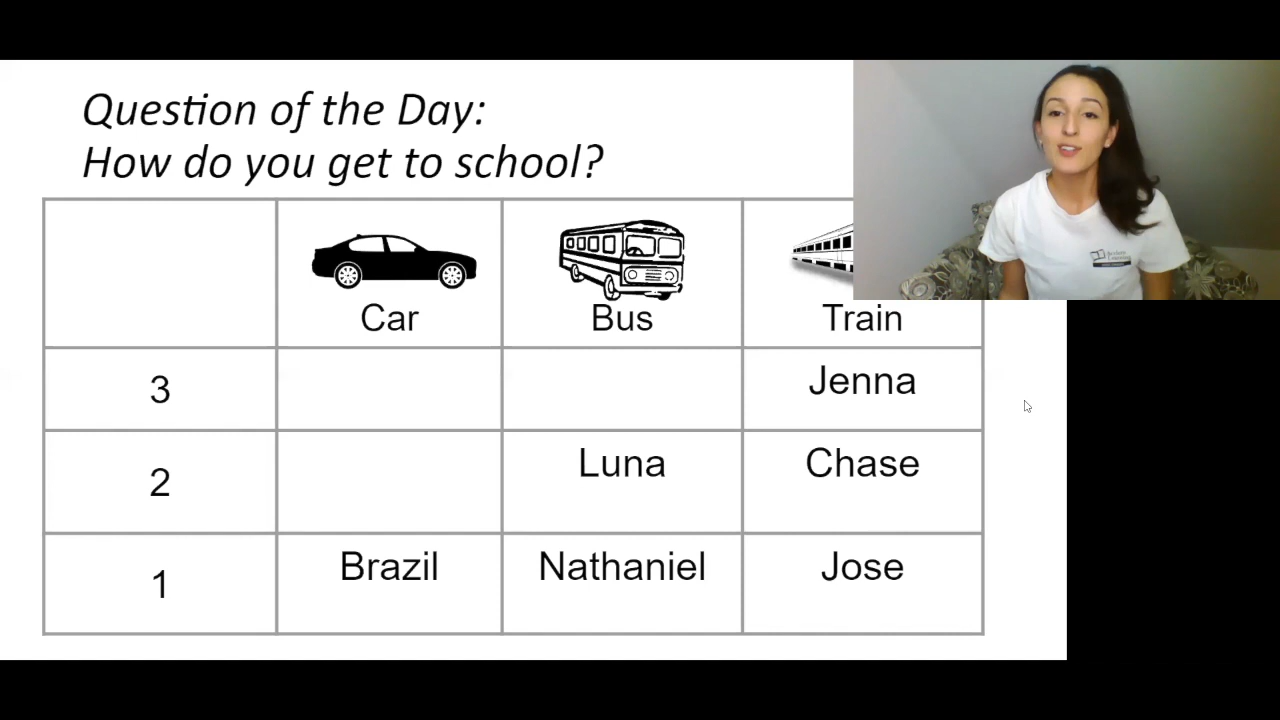 Question of the Day:
How do you get to school?
Car Bus Train
3 Jenna
2 Luna Chase
1 Brazil Nathaniel Jose